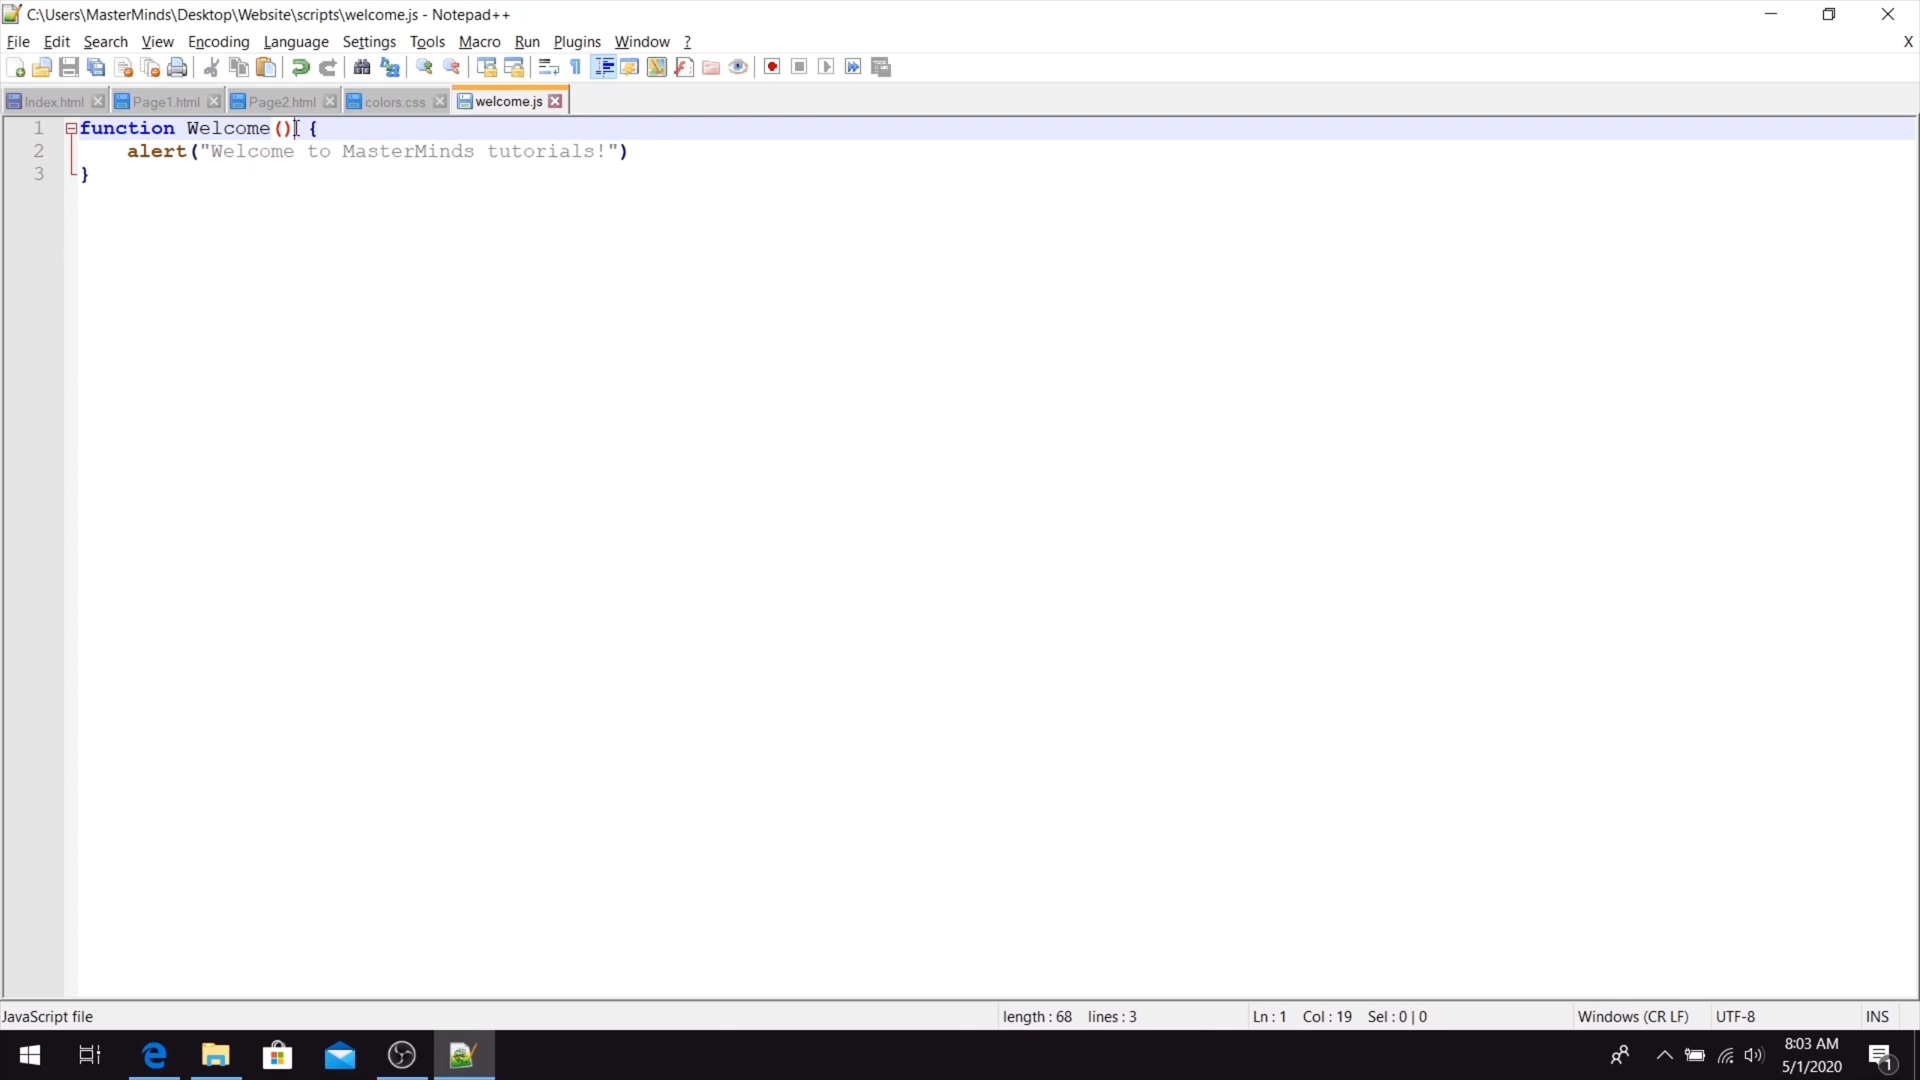 C:\Users\MasterMinds\Desktop\Website\scripts\welcome.js - Notepad++
File Edit Search View Encoding Language Settings Tools Macro Run Plugins Window ? X
Index.html Page1.html Page2.html colors.css welcome.js
1 function Welcome() {
2 alert("Welcome to MasterMinds tutorials!")
3 }
JavaScript file length : 68 lines : 3 Ln : 1 Col : 19 Sel : 0 | 0 Windows (CR LF) UTF-8 INS
8:03 AM
5/1/2020
1